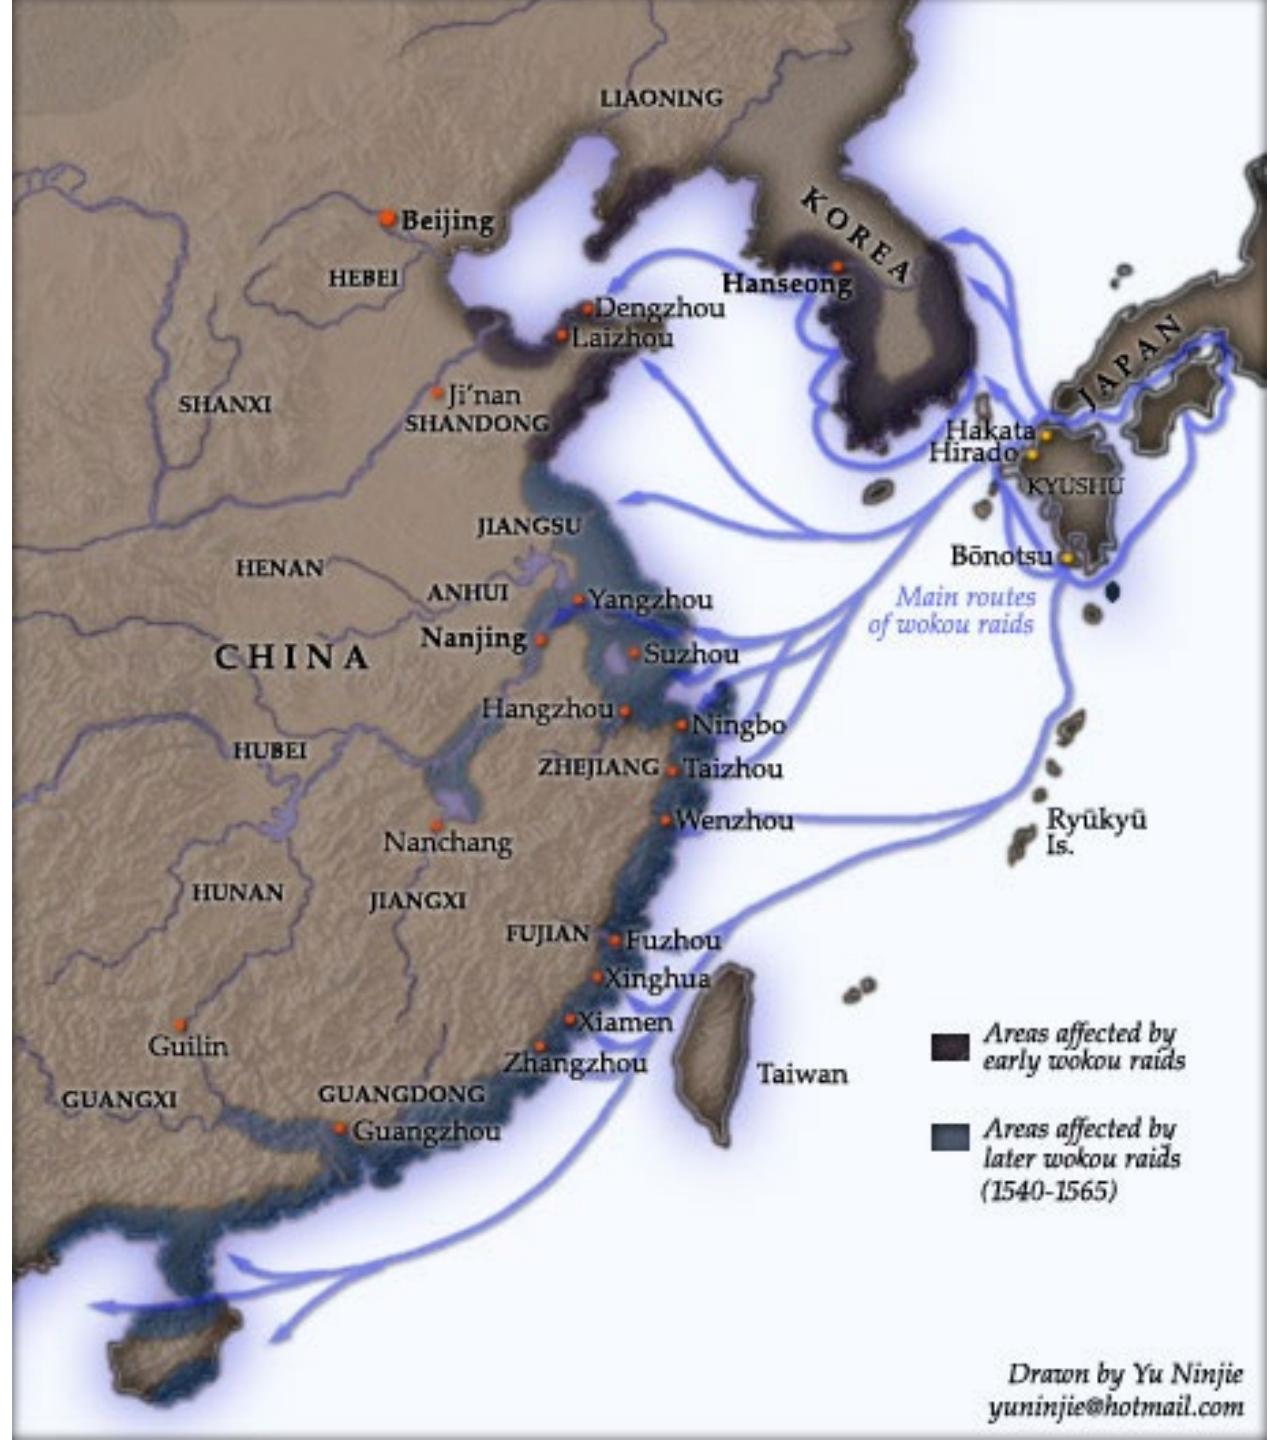 LIAONING
KOREA
Beijing
HEBEI
Hanseong
Dengzhou
Laizhou
JAPAN
Ji'nan
SHANXI
SHANDONG
Hakata
Hirado
KYŪSHŪ
JIANGSU
Bōnotsu
HENAN
ANHUI
Yangzhou
Main routes
of wokou raids
Nanjing
CHINA
Suzhou
Hangzhou
Ningbo
HUBEI
ZHEJIANG
Taizhou
Wenzhou
Ryūkyū
Is.
Nanchang
HUNAN
JIANGXI
FUJIAN
Fuzhou
Xinghua
Xiamen
Guilin
Zhangzhou
Taiwan
GUANGXI
GUANGDONG
Guangzhou
Areas affected by
early wokou raids
Areas affected by
later wokou raids
(1540-1565)
Drawn by Yu Ninjie
yuninjie@hotmail.com